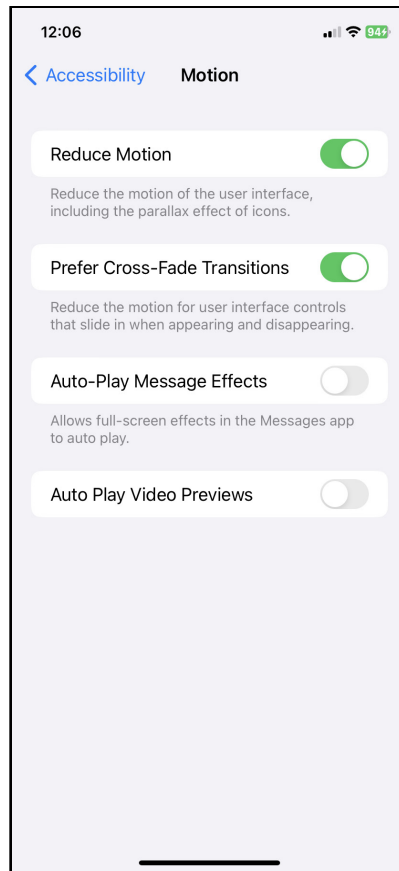 12:06
94
Accessibility Motion
Reduce Motion
Reduce the motion of the user interface,
including the parallax effect of icons.
Prefer Cross-Fade Transitions
Reduce the motion for user interface controls
that slide in when appearing and disappearing.
Auto-Play Message Effects
Allows full-screen effects in the Messages app
to auto play.
Auto Play Video Previews